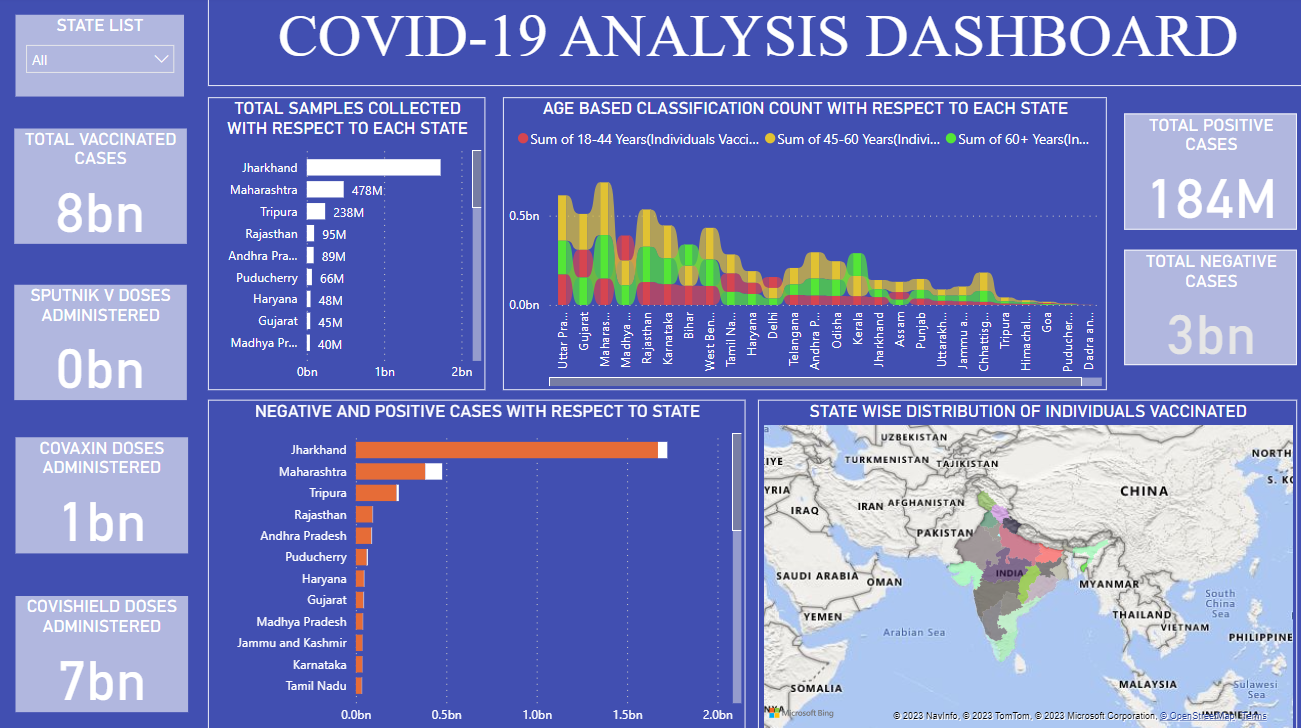 STATE LIST
All
COVID-19 ANALYSIS DASHBOARD
TOTAL VACCINATED
CASES
8bn
SPUTNIK V DOSES
ADMINISTERED
0bn
COVAXIN DOSES
ADMINISTERED
1bn
COVISHIELD DOSES
ADMINISTERED
7bn
TOTAL SAMPLES COLLECTED
WITH RESPECT TO EACH STATE
Jharkhand
Maharashtra 478M
Tripura 238M
Rajasthan 95M
Andhra Pra... 89M
Puducherry 66M
Haryana 48M
Gujarat 45M
Madhya Pr... 40M
0bn 1bn 2bn
AGE BASED CLASSIFICATION COUNT WITH RESPECT TO EACH STATE
Sum of 18-44 Years(Individuals Vacci... Sum of 45-60 Years(Indivi... Sum of 60+ Years(In...
0.5bn
0.0bn
Uttar Pra...
Gujarat
Maharas...
Madhya ...
Rajasthan
Karnataka
Bihar
West Ben...
Tamil Na...
Haryana
Delhi
Telangana
Andhra P...
Odisha
Kerala
Jharkhand
Assam
Punjab
Uttarakh...
Jammu a...
Chhattisg...
Tripura
Himachal...
Goa
Puducher...
Dadra an...
TOTAL POSITIVE
CASES
184M
TOTAL NEGATIVE
CASES
3bn
NEGATIVE AND POSITIVE CASES WITH RESPECT TO STATE
Jharkhand
Maharashtra
Tripura
Rajasthan
Andhra Pradesh
Puducherry
Haryana
Gujarat
Madhya Pradesh
Jammu and Kashmir
Karnataka
Tamil Nadu
0.0bn 0.5bn 1.0bn 1.5bn 2.0bn
STATE WISE DISTRIBUTION OF INDIVIDUALS VACCINATED
UZBEKISTAN
NORTH
IYE
TURKMENISTAN
TAJIKISTAN
S. KO
YRIA
CHINA
IRAQ
IRAN
AFGHANISTAN
PAKISTAN
SAUDI ARABIA
OMAN
INDIA
MYANMAR
YEMEN
South
China
Sea
THAILAND
VIETNAM
Arabian Sea
PHILIPPINE
SOMALIA
MALAYSIA
Sulawesi
Sea
NYA
INDONESIA
Microsoft Bing
© 2023 NavInfo, © 2023 TomTom, © 2023 Microsoft Corporation, © OpenStreetMap Terms